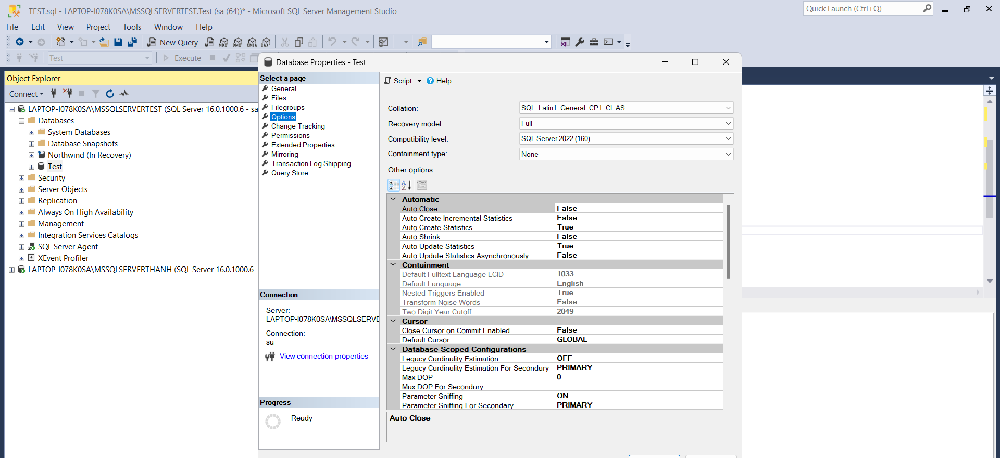 TEST.sql - LAPTOP-I078K0SA\MSSQLSERVERTEST.Test (sa (64))* - Microsoft SQL Server Management Studio
Quick Launch (Ctrl+Q)
File Edit View Project Tools Window Help
New Query MDX DMX XMLA DAX
Test Execute
Object Explorer
Connect
LAPTOP-I078K0SA\MSSQLSERVERTEST (SQL Server 16.0.1000.6 - sa
Databases
System Databases
Database Snapshots
Northwind (In Recovery)
Test
Security
Server Objects
Replication
Always On High Availability
Management
Integration Services Catalogs
SQL Server Agent
XEvent Profiler
LAPTOP-I078K0SA\MSSQLSERVERTHANH (SQL Server 16.0.1000.6 -
Database Properties - Test
Select a page
General
Files
Filegroups
Options
Change Tracking
Permissions
Extended Properties
Mirroring
Transaction Log Shipping
Query Store
Connection
Server:
LAPTOP-I078K0SA\MSSQLSERVE
Connection:
sa
View connection properties
Progress
Ready
Script Help
Collation: SQL_Latin1_General_CP1_CI_AS
Recovery model: Full
Compatibility level: SQL Server 2022 (160)
Containment type: None
Other options:
Automatic
Auto Close False
Auto Create Incremental Statistics False
Auto Create Statistics True
Auto Shrink False
Auto Update Statistics True
Auto Update Statistics Asynchronously False
Containment
Default Fulltext Language LCID 1033
Default Language English
Nested Triggers Enabled True
Transform Noise Words False
Two Digit Year Cutoff 2049
Cursor
Close Cursor on Commit Enabled False
Default Cursor GLOBAL
Database Scoped Configurations
Legacy Cardinality Estimation OFF
Legacy Cardinality Estimation For Secondary PRIMARY
Max DOP 0
Max DOP For Secondary
Parameter Sniffing ON
Parameter Sniffing For Secondary PRIMARY
Auto Close